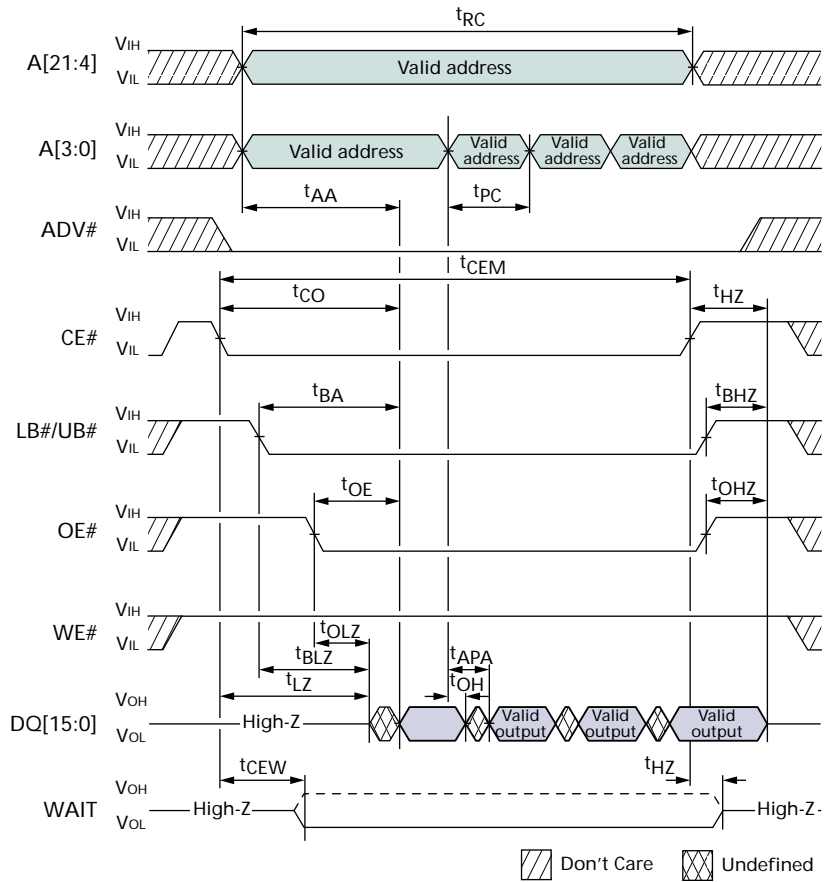 tRC
A[21:4] VIH VIL Valid address
A[3:0] VIH VIL Valid address Valid address Valid address Valid address
tAA tPC
ADV# VIH VIL
tCEM
tCO tHZ
CE# VIH VIL
tBA tBHZ
LB#/UB# VIH VIL
tOE tOHZ
OE# VIH VIL
WE# VIH VIL
tOLZ
tBLZ tAPA
tLZ tOH
DQ[15:0] VOH VOL High-Z Valid output Valid output Valid output
tCEW tHZ
WAIT VOH VOL High-Z High-Z
Don't Care Undefined